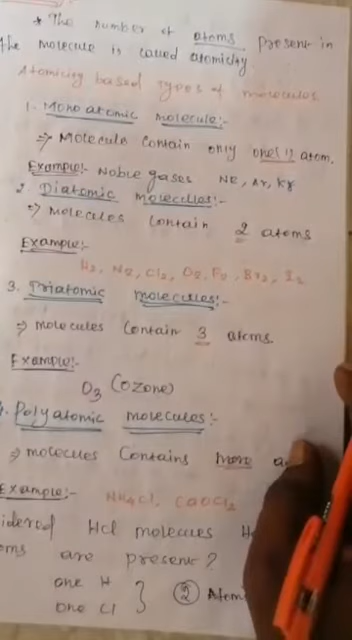 * The number of atoms present in
the molecule is called atomicity.
Atomicity based Types of molecules
1. Mono atomic molecule:-
⇒ Molecule contain only one(1) atom.
Example:- Noble gases Ne, Ar, Kr
2. Diatomic molecules:-
⇒ molecules contain 2 atoms
Example:-
H2, N2, Cl2, O2, F2, Br2, I2
3. Triatomic molecules:-
⇒ molecules contain 3 atoms.
Example:-
O3 (Ozone)
Polyatomic molecules:-
⇒ molecules contains more
Example:- NH4Cl, CaOCl2
HCl molecules
are present?
one H
one Cl } ② Atom